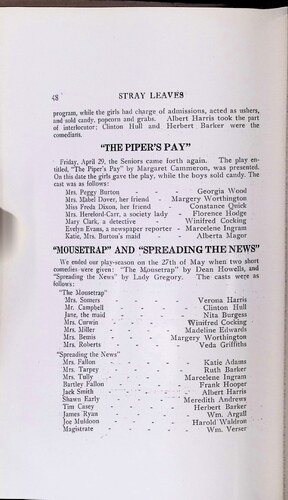 48 STRAY LEAVES
program, while the girls had charge of admissions, acted as ushers,
and sold candy, popcorn and grabs. Albert Harris took the part
of interlocutor; Clinton Hull and Herbert Barker were the
comedians.
"THE PIPER'S PAY"
Friday, April 29, the Seniors came forth again. The play en-
titled, "The Piper's Pay" by Margaret Cammeron, was presented.
On this date the girls gave the play, while the boys sold candy. The
cast was as follows:
Mrs. Peggy Burton - - - Georgia Wood
Mrs. Mabel Dover, her friend - Margery Worthington
Miss Freda Dixon, her friend - Constance Quick
Mrs. Hereford-Carr, a society lady - Florence Hodge
Mary Clark, a detective - - Winifred Cocking
Evelyn Evans, a newspaper reporter - Marcelene Ingram
Katie, Mrs. Burton's maid - - Alberta Magor
"MOUSETRAP" AND "SPREADING THE NEWS"
We ended our play-season on the 27th of May when two short
comedies were given: "The Mousetrap" by Dean Howells, and
"Spreading the News" by Lady Gregory. The casts were as
follows:
"The Mousetrap"
Mrs. Somers - - - - Verona Harris
Mr. Campbell - - - - Clinton Hull
Jane, the maid - - - - Nita Burgess
Mrs. Curwin - - - - Winifred Cocking
Mrs. Miller - - - - Madeline Edwards
Mrs. Bemis - - - - Margery Worthington
Mrs. Roberts - - - - Veda Griffiths
"Spreading the News"
Mrs. Fallon - - - - Katie Adams
Mrs. Tarpey - - - - Ruth Barker
Mrs. Tully - - - - Marcelene Ingram
Bartley Fallon - - - - Frank Hooper
Jack Smith - - - - Albert Harris
Shawn Early - - - - Meredith Andrews
Tim Casey - - - - Herbert Barker
James Ryan - - - - Wm. Argall
Joe Muldoon - - - - Harold Waldron
Magistrate - - - - Wm. Verser